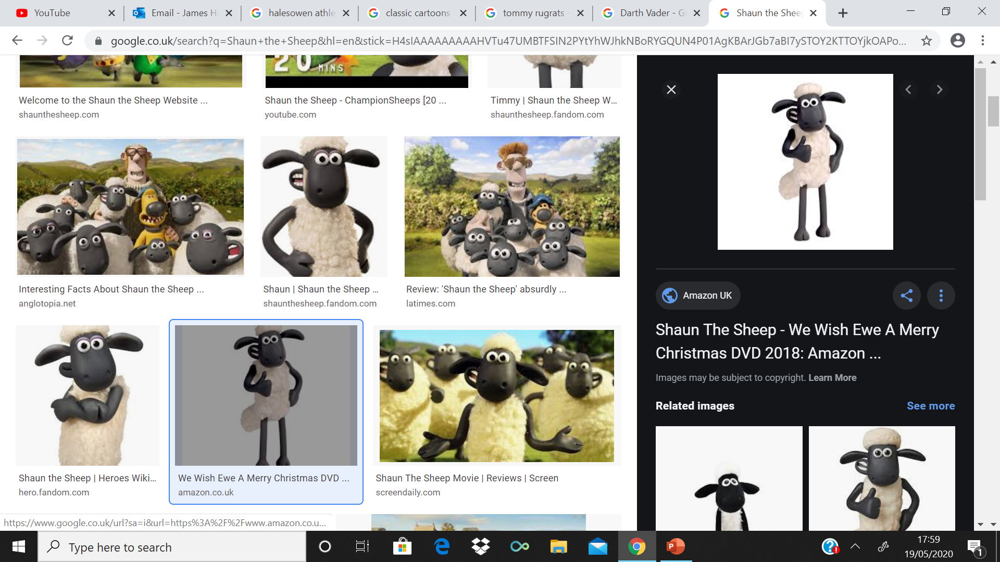 YouTube
Email - James H
halesowen athle
classic cartoons
tommy rugrats -
Darth Vader - G
Shaun the Shee
google.co.uk/search?q=Shaun+the+Sheep&hl=en&stick=H4sIAAAAAAAAAHVTu47UMBTFSIN2PYtYhWJhkNBoRYGQUN4P01AgKBArJGb7aBI7ySTOY2KTTOYjkOAPo...
20 MINS
Welcome to the Shaun the Sheep Website ...
shaunthesheep.com
Shaun the Sheep - ChampionSheeps [20 ...
youtube.com
Timmy | Shaun the Sheep W...
shaunthesheep.fandom.com
Interesting Facts About Shaun the Sheep ...
anglotopia.net
Shaun | Shaun the Sheep ...
shaunthesheep.fandom.com
Review: 'Shaun the Sheep' absurdly ...
latimes.com
Shaun the Sheep | Heroes Wiki...
hero.fandom.com
We Wish Ewe A Merry Christmas DVD ...
amazon.co.uk
Shaun The Sheep Movie | Reviews | Screen
screendaily.com
Amazon UK
Shaun The Sheep - We Wish Ewe A Merry
Christmas DVD 2018: Amazon ...
Images may be subject to copyright. Learn More
Related images
See more
https://www.google.co.uk/url?sa=i&url=https%3A%2F%2Fwww.amazon.co.u...
Type here to search
17:59
19/05/2020
1